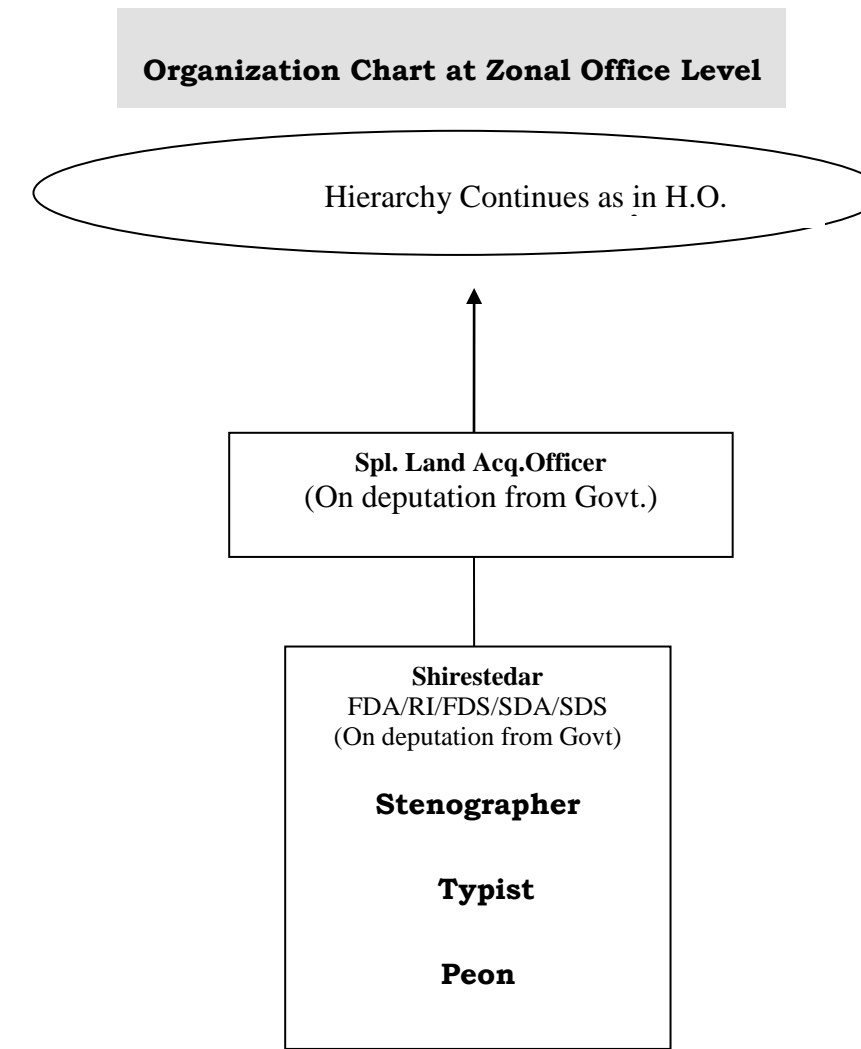 Organization Chart at Zonal Office Level
Hierarchy Continues as in H.O.
Spl. Land Acq.Officer
(On deputation from Govt.)
Shirestedar
FDA/RI/FDS/SDA/SDS
(On deputation from Govt)
Stenographer
Typist
Peon